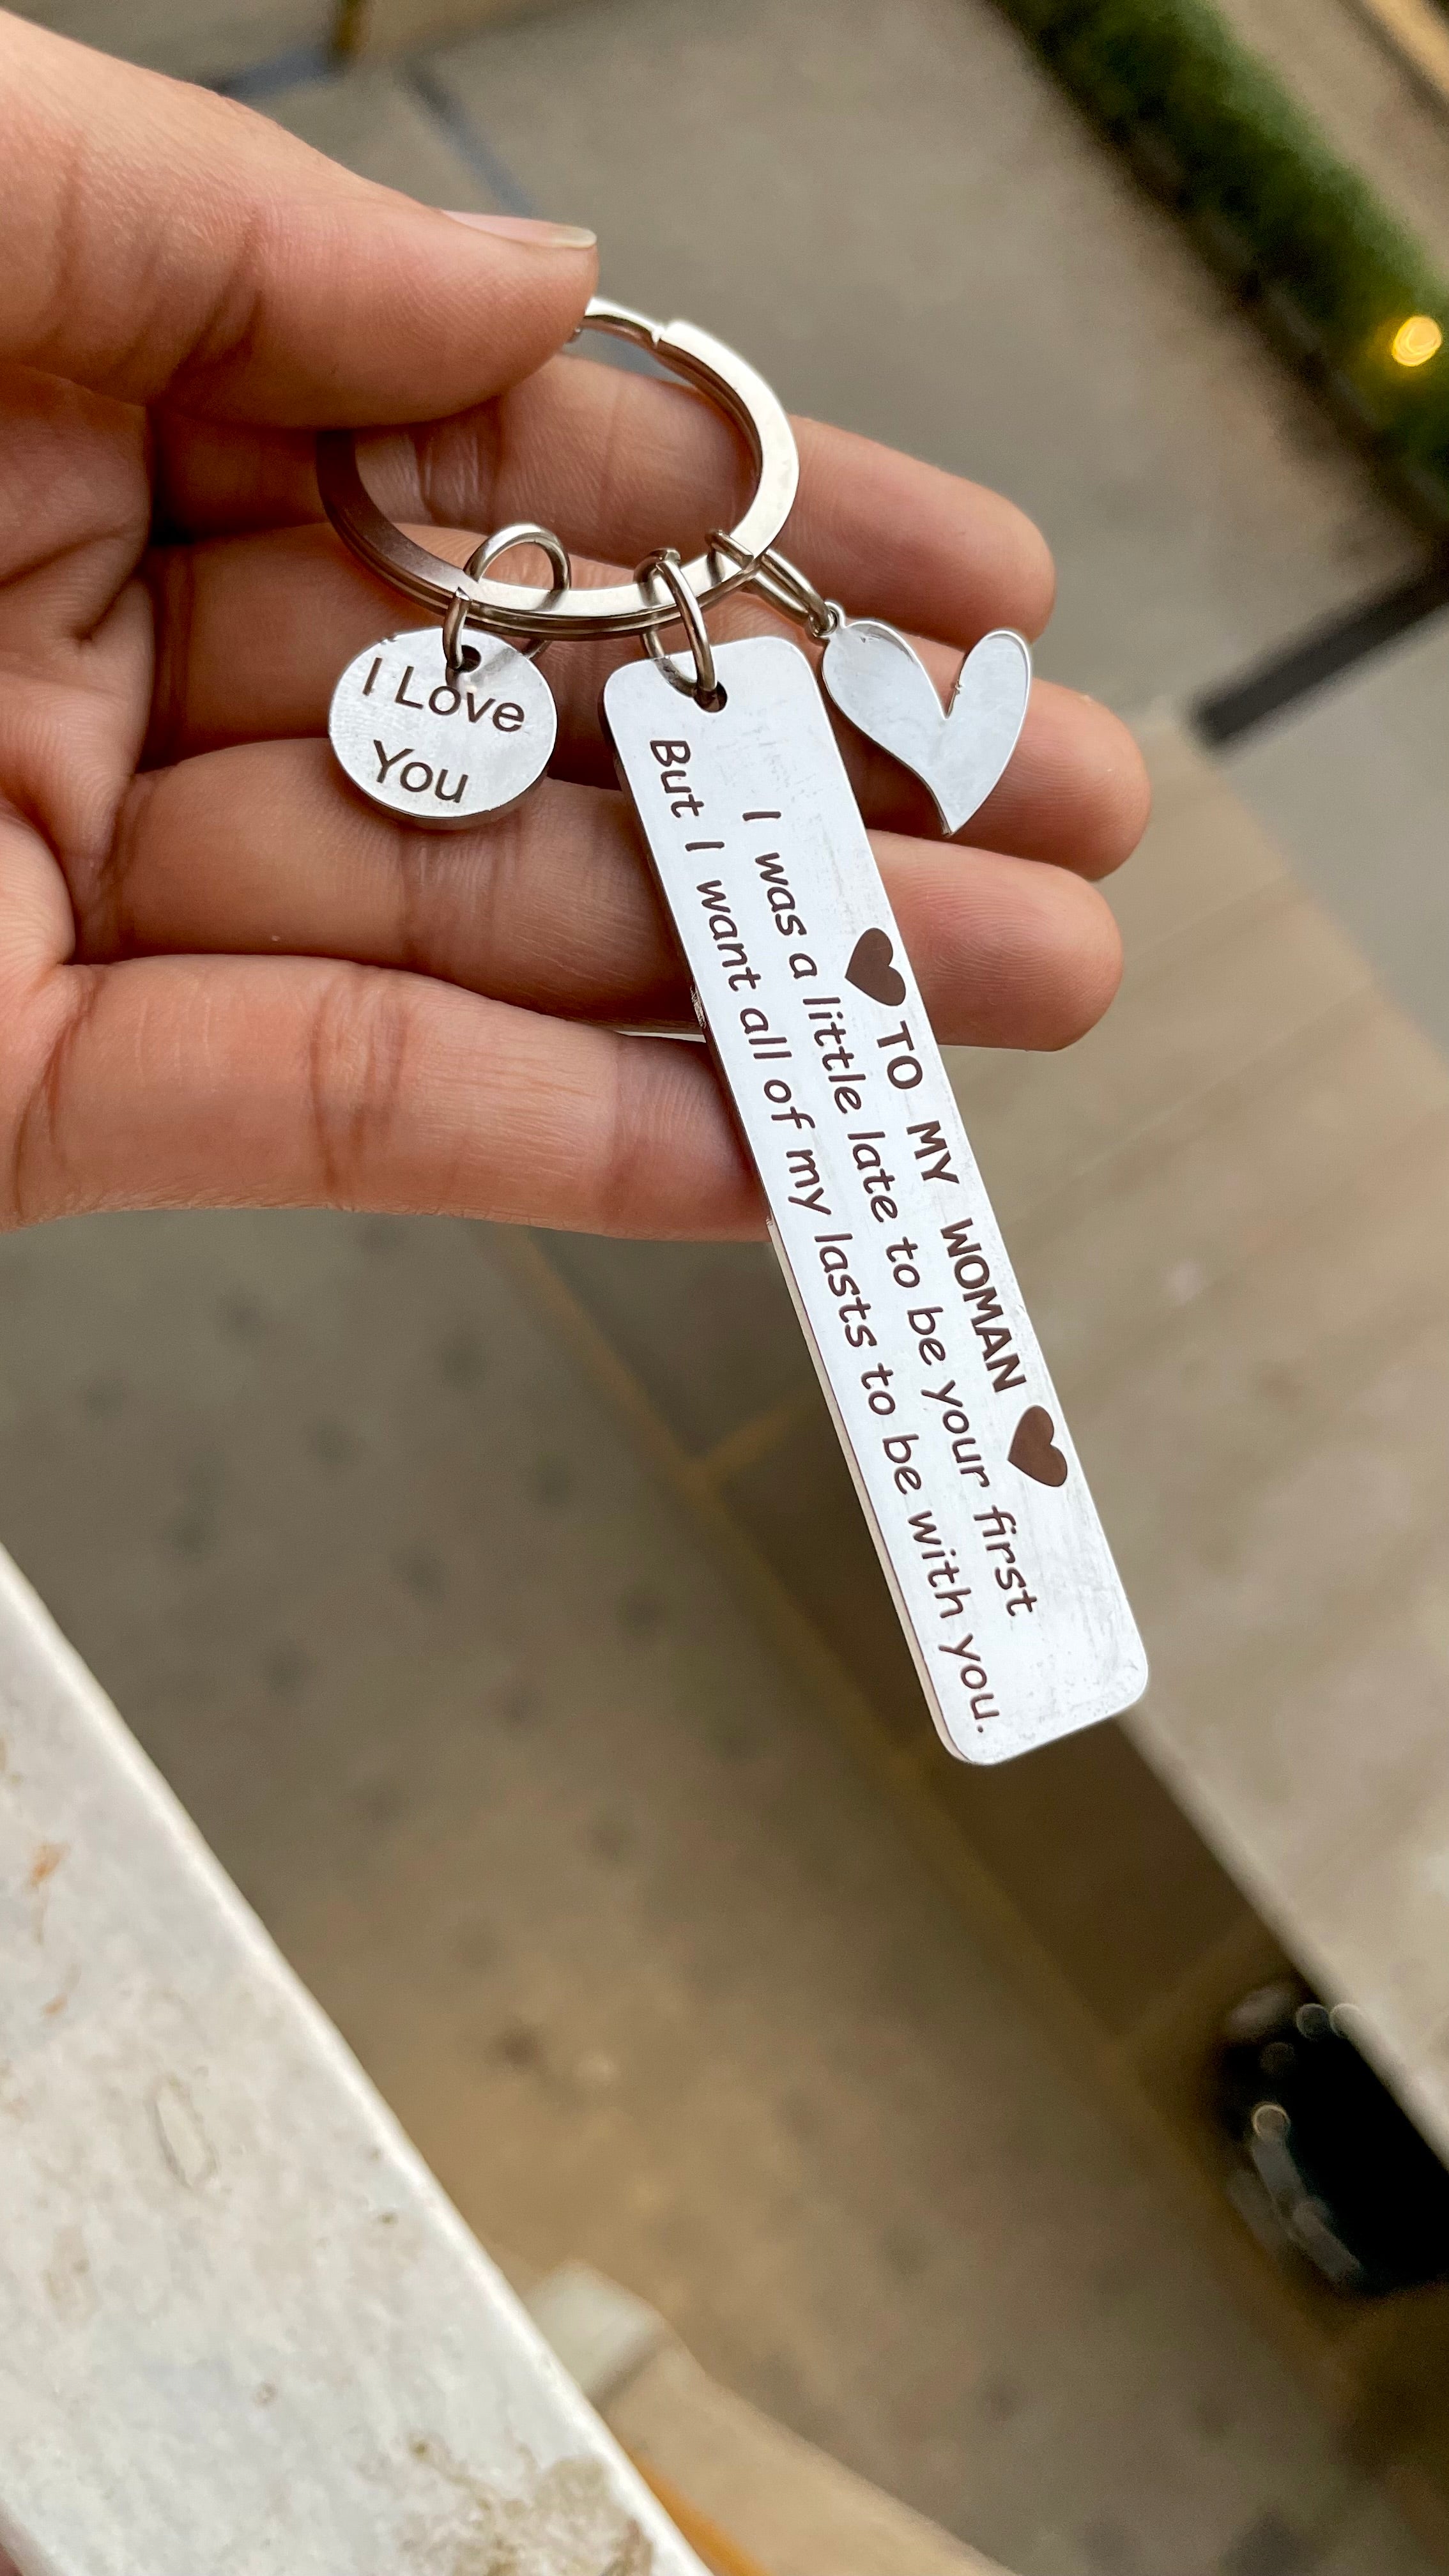 I Love
You
♥ TO MY WOMAN ♥
I was a little late to be your first
But I want all of my lasts to be with you.